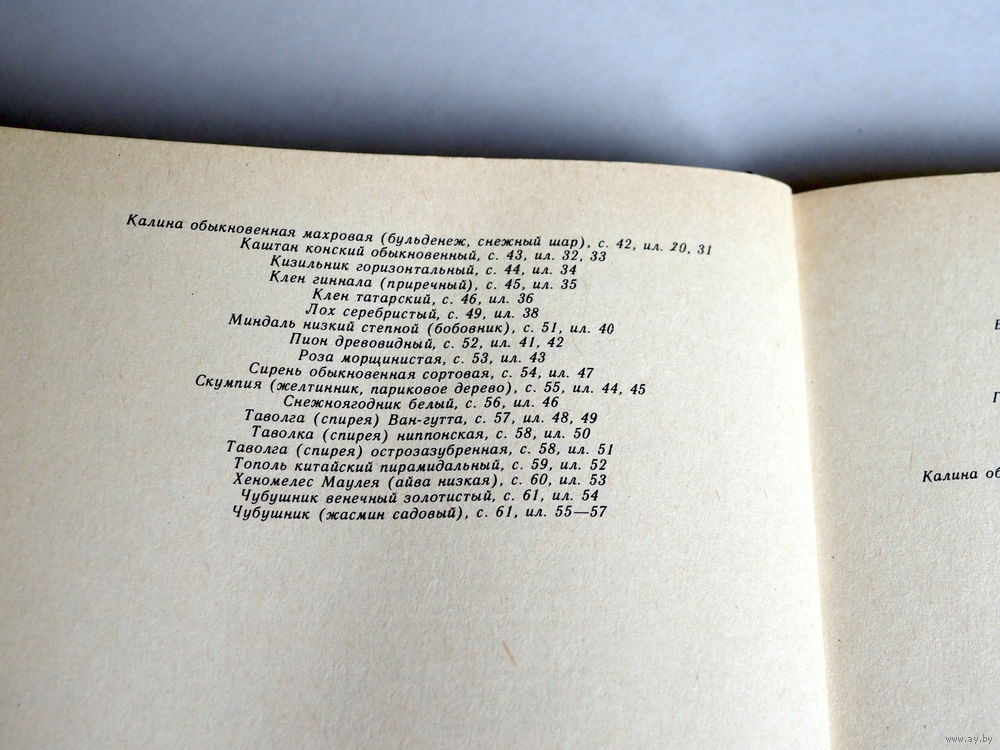 Калина обыкновенная махровая (бульденеж, снежный шар), с. 42, ил. 20, 31
Каштан конский обыкновенный, с. 43, ил. 32, 33
Кизильник горизонтальный, с. 44, ил. 34
Клен гиннала (приречный), с. 45, ил. 35
Клен татарский, с. 46, ил. 36
Лох серебристый, с. 49, ил. 38
Миндаль низкий степной (бобовник), с. 51, ил. 40
Пион древовидный, с. 52, ил. 41, 42
Роза морщинистая, с. 53, ил. 43
Сирень обыкновенная сортовая, с. 54, ил. 47
Скумпия (желтинник, париковое дерево), с. 55, ил. 44, 45
Снежноягодник белый, с. 56, ил. 46
Таволга (спирея) Ван-гутта, с. 57, ил. 48, 49
Таволка (спирея) ниппонская, с. 58, ил. 50
Таволга (спирея) острозазубренная, с. 58, ил. 51
Тополь китайский пирамидальный, с. 59, ил. 52
Хеномелес Маулея (айва низкая), с. 60, ил. 53
Чубушник венечный золотистый, с. 61, ил. 54
Чубушник (жасмин садовый), с. 61, ил. 55—57
Калина об
www.ay.by